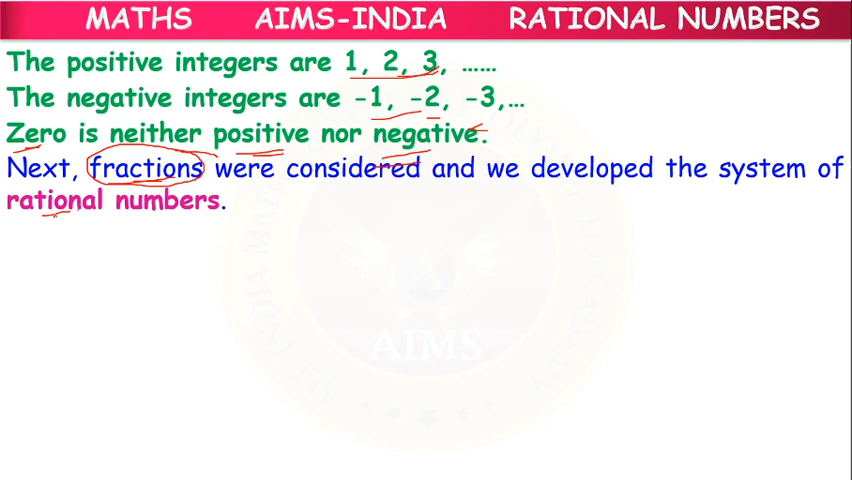 MATHS AIMS-INDIA RATIONAL NUMBERS
The positive integers are 1, 2, 3, ......
The negative integers are -1, -2, -3,...
Zero is neither positive nor negative.
Next, fractions were considered and we developed the system of
rational numbers.
AIMS